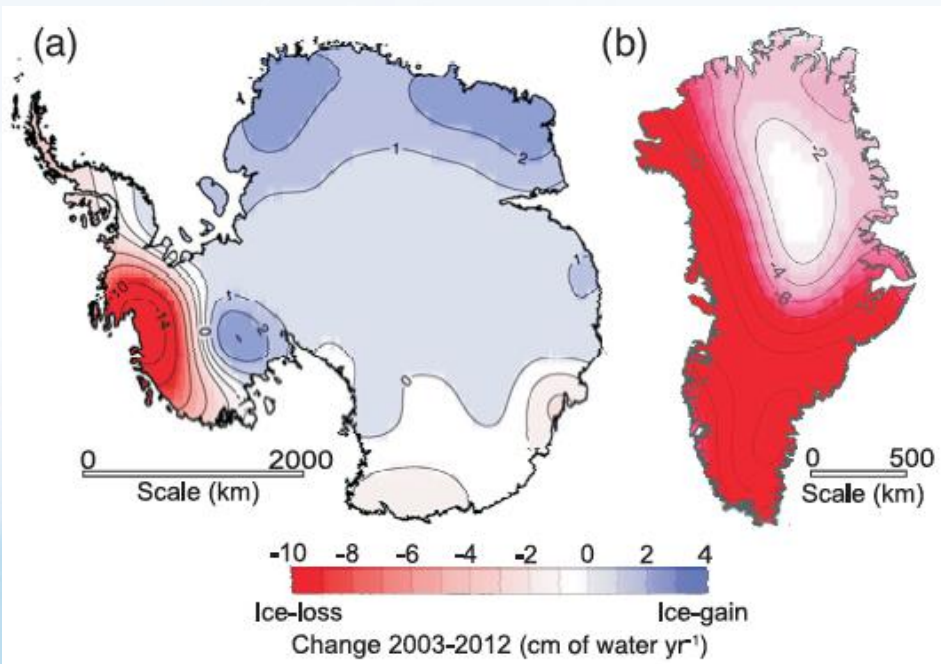 (a)
(b)
1
2
-2
-10
-14
0
1
2
1
0
-4
-6
0 2000
Scale (km)
0 500
Scale (km)
-10 -8 -6 -4 -2 0 2 4
Ice-loss Ice-gain
Change 2003-2012 (cm of water yr⁻¹)